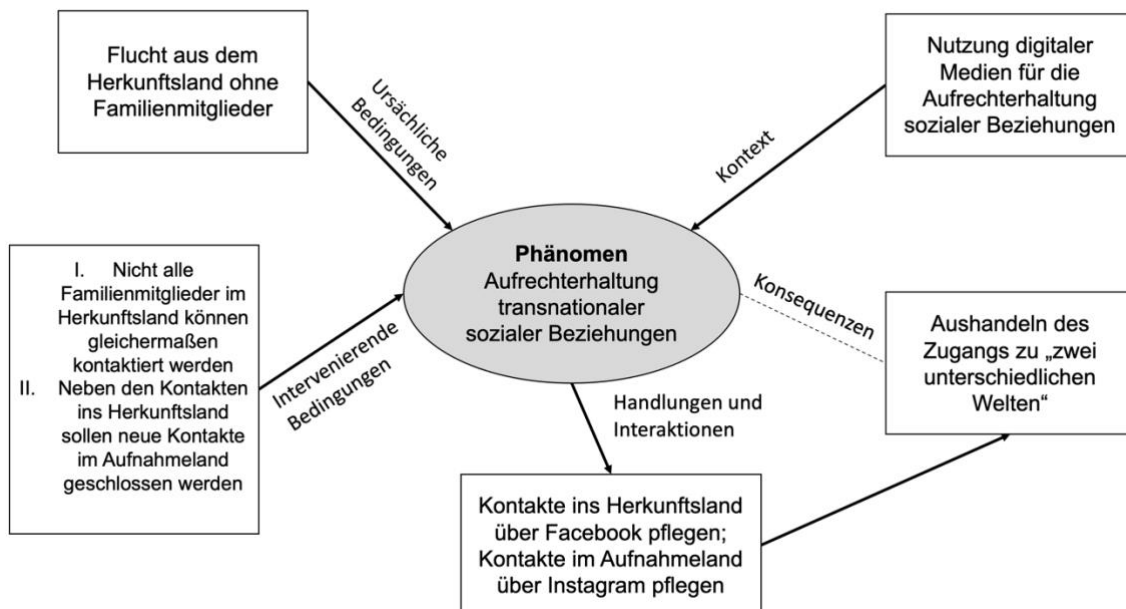 Flucht aus dem
Herkunftsland ohne
Familienmitglieder
Nutzung digitaler
Medien für die
Aufrechterhaltung
sozialer Beziehungen
Ursächliche
Bedingungen
Kontext
I. Nicht alle
Familienmitglieder im
Herkunftsland können
gleichermaßen
kontaktiert werden
II. Neben den Kontakten
ins Herkunftsland
sollen neue Kontakte
im Aufnahmeland
geschlossen werden
Intervenierende
Bedingungen
Phänomen
Aufrechterhaltung
transnationaler
sozialer Beziehungen
Konsequenzen
Aushandeln des
Zugangs zu „zwei
unterschiedlichen
Welten“
Handlungen und
Interaktionen
Kontakte ins Herkunftsland
über Facebook pflegen;
Kontakte im Aufnahmeland
über Instagram pflegen